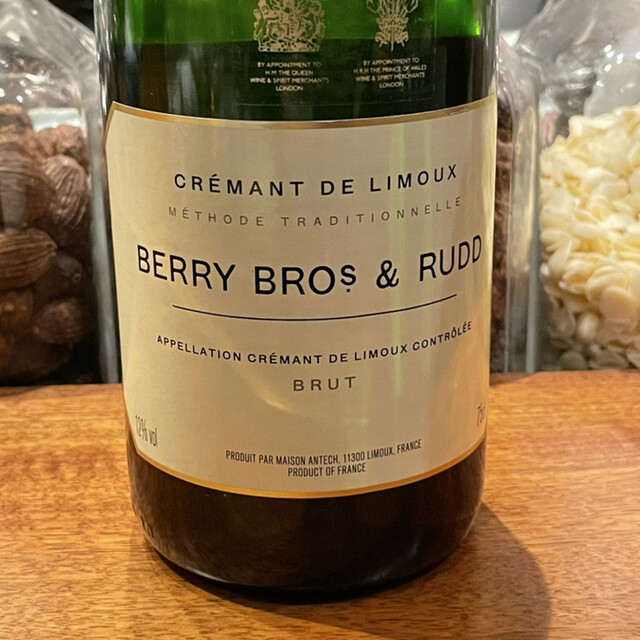 BY APPOINTMENT TO
H.M THE QUEEN
WINE & SPIRIT MERCHANTS
LONDON
BY APPOINTMENT TO
H.R.H THE PRINCE OF WALES
WINE & SPIRIT MERCHANTS
LONDON
CRÉMANT DE LIMOUX
MÉTHODE TRADITIONNELLE
BERRY BROS & RUDD
APPELLATION CRÉMANT DE LIMOUX CONTRÔLÉE
BRUT
12% vol
PRODUIT PAR MAISON ANTECH, 11300 LIMOUX, FRANCE
PRODUCT OF FRANCE